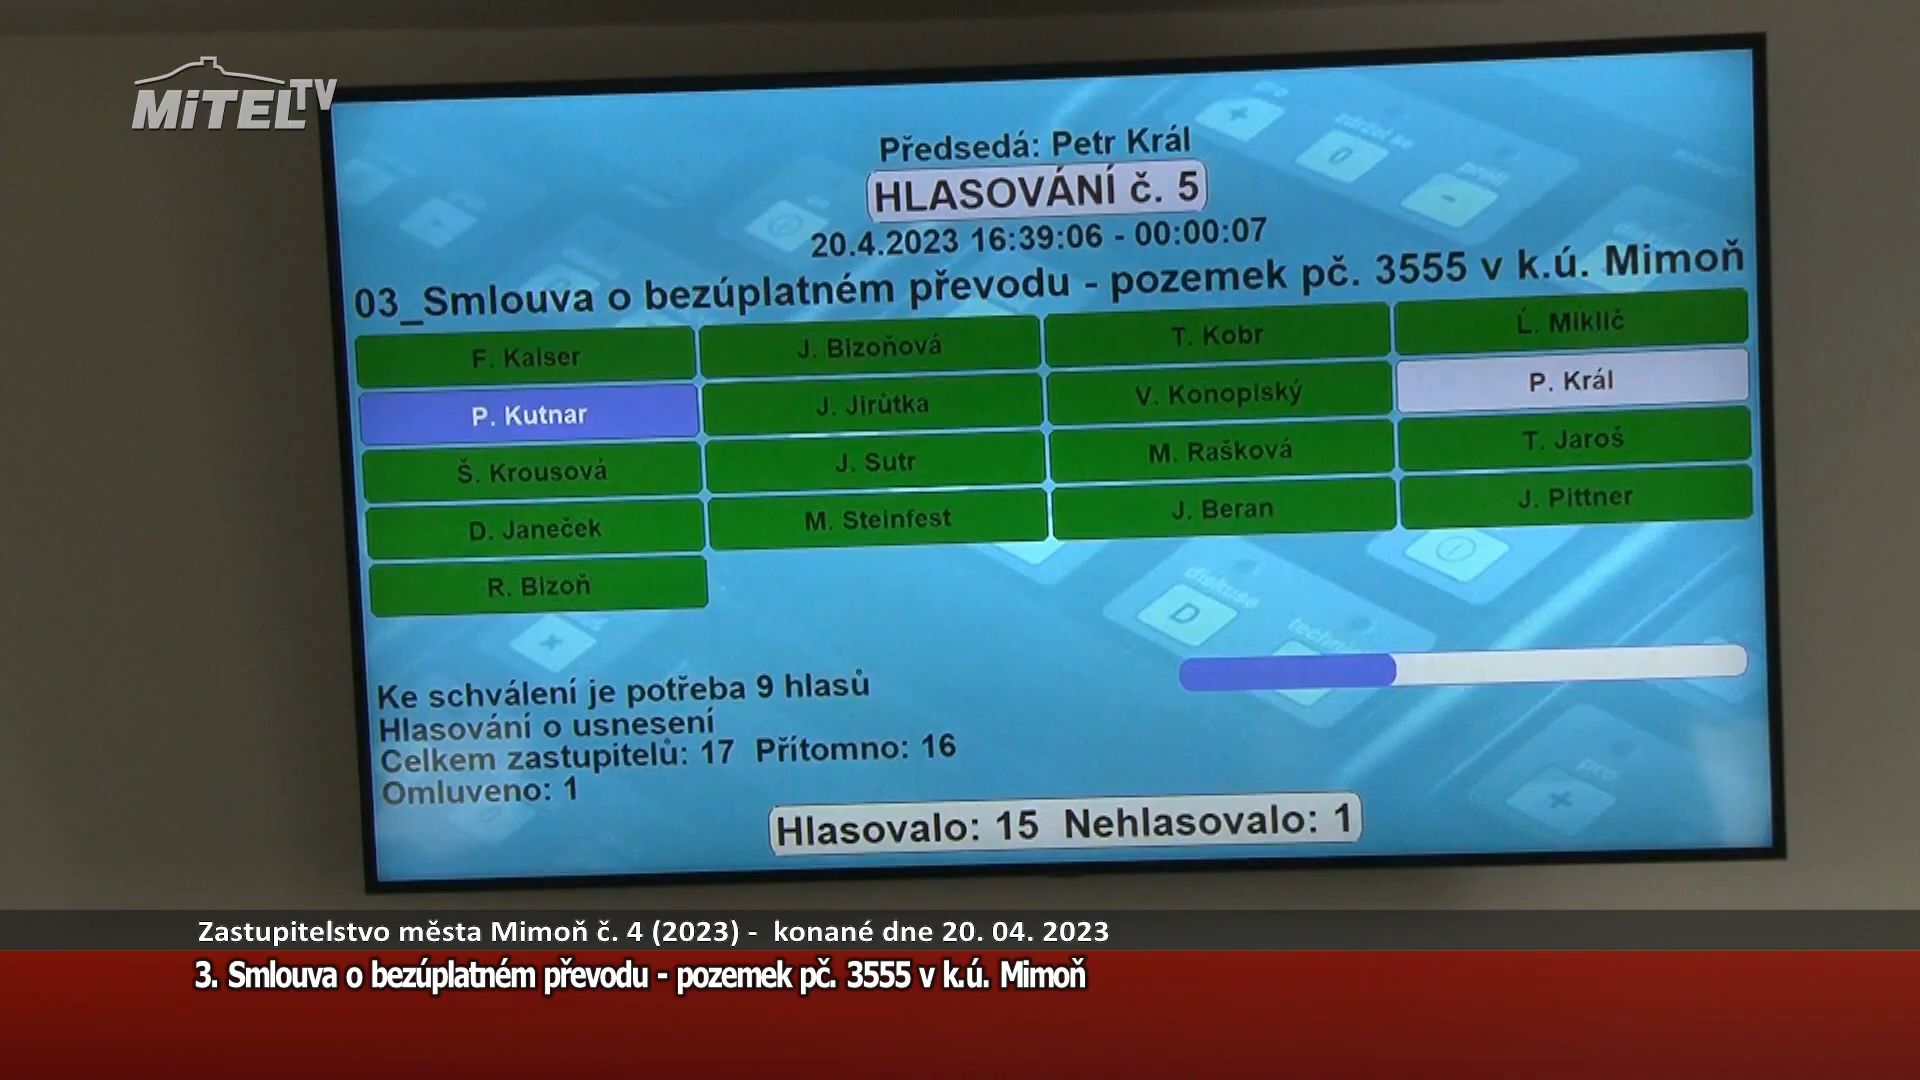 MiTEL TV
Předsedá: Petr Král
HLASOVÁNÍ č. 5
20.4.2023 16:39:06 - 00:00:07
03_Smlouva o bezúplatném převodu - pozemek pč. 3555 v k.ú. Mimoň
F. Kaiser J. Bizoňová T. Kobr Ĺ. Miklič
P. Kutnar J. Jirůtka V. Konopiský P. Král
Š. Krousová J. Sutr M. Rašková T. Jaroš
D. Janeček M. Steinfest J. Beran J. Pittner
R. Bizoň
Ke schválení je potřeba 9 hlasů
Hlasování o usnesení
Celkem zastupitelů: 17 Přítomno: 16
Omluveno: 1
Hlasovalo: 15 Nehlasovalo: 1
Zastupitelstvo města Mimoň č. 4 (2023) - konané dne 20. 04. 2023
3. Smlouva o bezúplatném převodu - pozemek pč. 3555 v k.ú. Mimoň